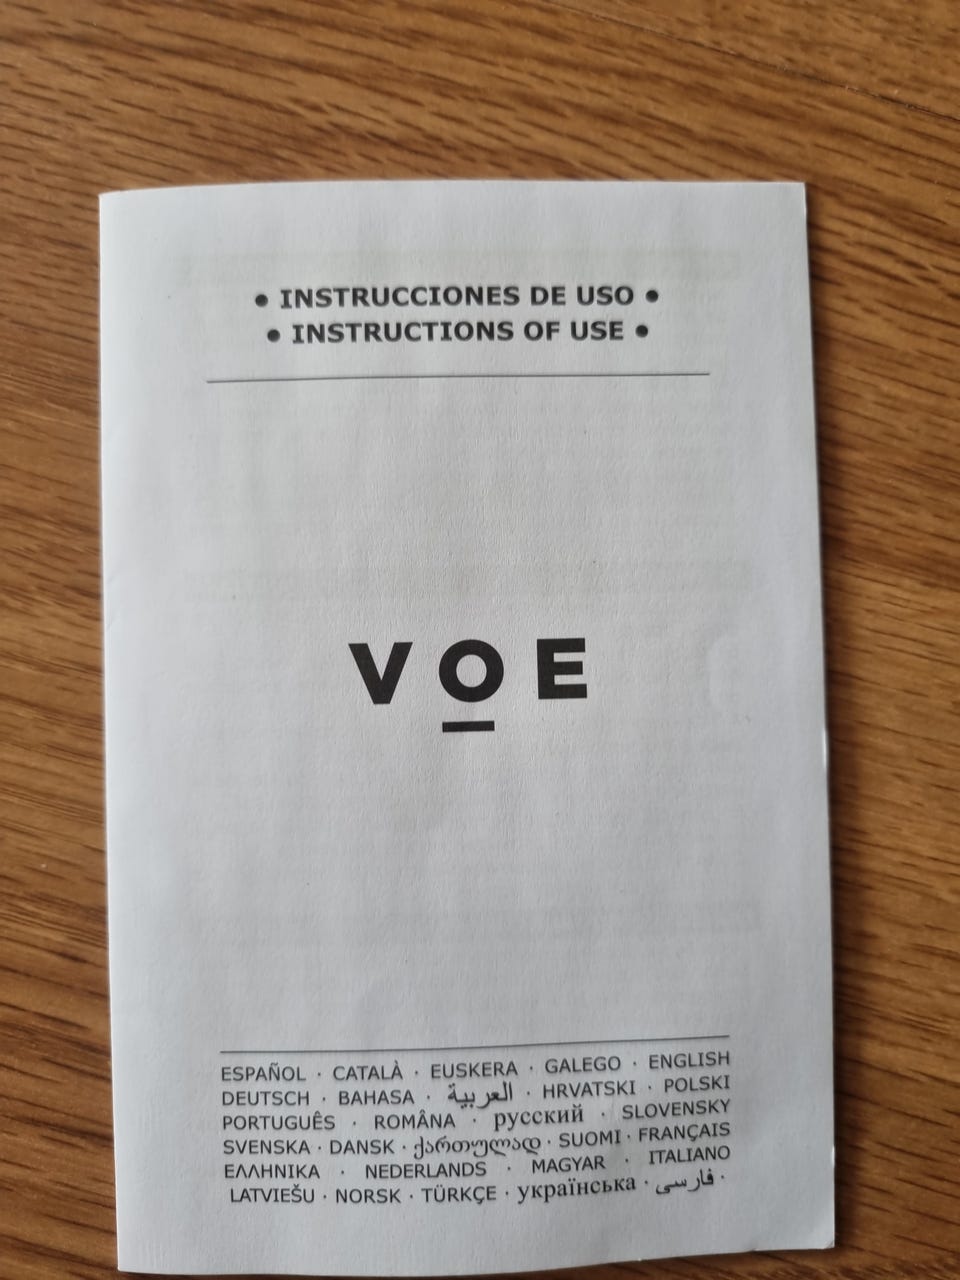 • INSTRUCCIONES DE USO •
• INSTRUCTIONS OF USE •
VOE
ESPAÑOL · CATALÀ · EUSKERA · GALEGO · ENGLISH
DEUTSCH · BAHASA · العربية · HRVATSKI · POLSKI
PORTUGUÊS · ROMÂNA · русский · SLOVENSKY
SVENSKA · DANSK · ქართულად · SUOMI · FRANÇAIS
ΕΛΛΗΝΙΚΑ · NEDERLANDS · MAGYAR · ITALIANO
LATVIEŠU · NORSK · TÜRKÇE · українська · فارسی ·